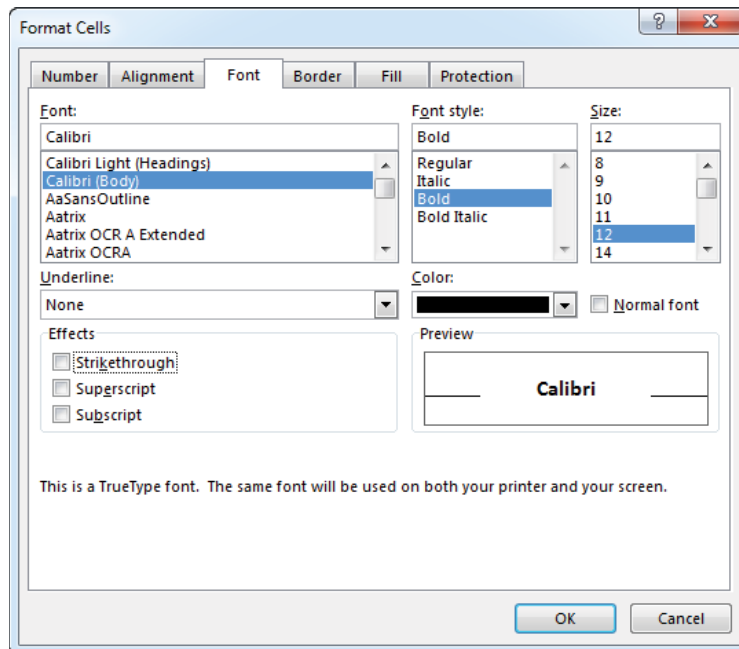 Format Cells
? X
Number Alignment Font Border Fill Protection
Font: Font style: Size:
Calibri Bold 12
Calibri Light (Headings) Regular 8
Calibri (Body) Italic 9
AaSansOutline Bold 10
Aatrix Bold Italic 11
Aatrix OCR A Extended 12
Aatrix OCRA 14
Underline: Color:
None Normal font
Effects Preview
Strikethrough
Superscript Calibri
Subscript
This is a TrueType font. The same font will be used on both your printer and your screen.
OK Cancel